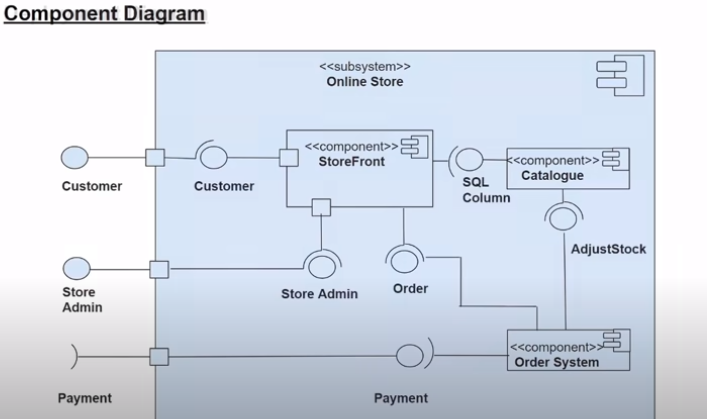 Component Diagram
<<subsystem>>
Online Store
<<component>>
StoreFront
<<component>>
Catalogue
Customer
Customer
SQL
Column
AdjustStock
Store
Admin
Store Admin
Order
<<component>>
Order System
Payment
Payment